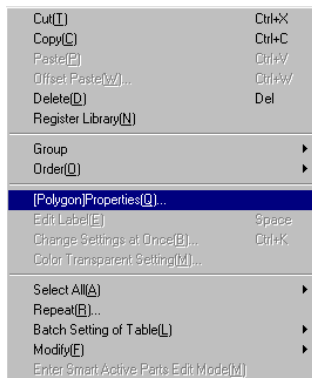 Cut(T) Ctrl+X
Copy(C) Ctrl+C
Paste(P) Ctrl+V
Offset Paste(W)... Ctrl+W
Delete(D) Del
Register Library(N)
Group
Order(O)
[Polygon]Properties(Q)...
Edit Label(E) Space
Change Settings at Once(B)... Ctrl+K
Color Transparent Setting(M)...
Select All(A)
Repeat(R)...
Batch Setting of Table(L)
Modify(F)
Enter Smart Active Parts Edit Mode(M)